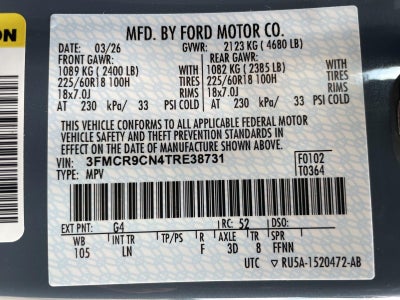 ON
MFD. BY FORD MOTOR CO.
DATE: 03/26 GVWR: 2123 KG ( 4680 LB)
FRONT GAWR: REAR GAWR:
1089 KG ( 2400 LB) WITH 1082 KG ( 2385 LB) WITH
225/60R18 100H TIRES 225/60R18 100H TIRES
18x7.0J RIMS 18x7.0J RIMS
AT 230 kPa/ 33 PSI COLD AT 230 kPa/ 33 PSI COLD
THIS VEHICLE CONFORMS TO ALL APPLICABLE FEDERAL MOTOR
VEHICLE SAFETY AND THEFT PREVENTION STANDARDS IN
EFFECT ON THE DATE OF MANUFACTURE SHOWN ABOVE.
VIN: 3FMCR9CN4TRE38731 F0102
TYPE: MPV T0364
EXT PNT: G4 RC: 52 DSO:
WB INT TR TP/PS R AXLE TR SPR
105 LN F 3D 8 FFNN
UTC ▽ RU5A-1520472-AB